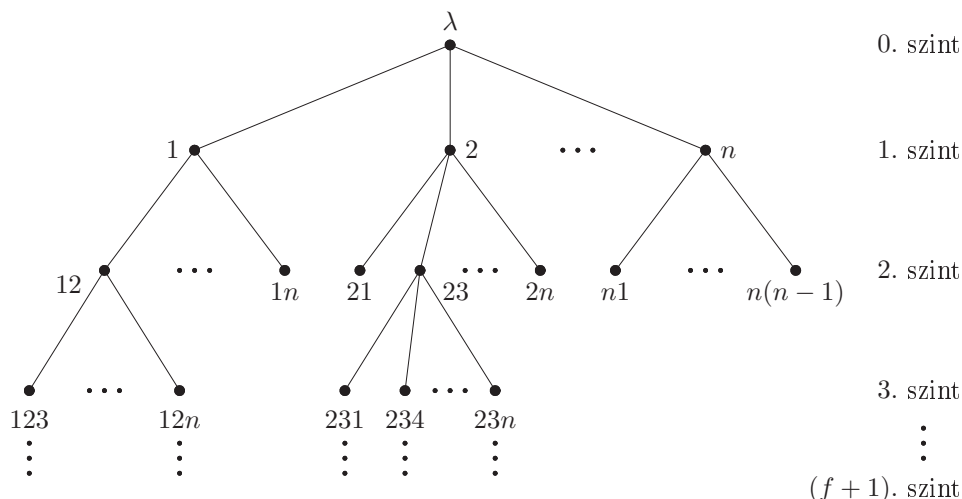 λ
0. szint
1 2 ··· n
1. szint
12 ··· 1n 21 23 ··· 2n n1 ··· n(n − 1)
2. szint
123 ··· 12n 231 234 ··· 23n
3. szint
(f + 1). szint